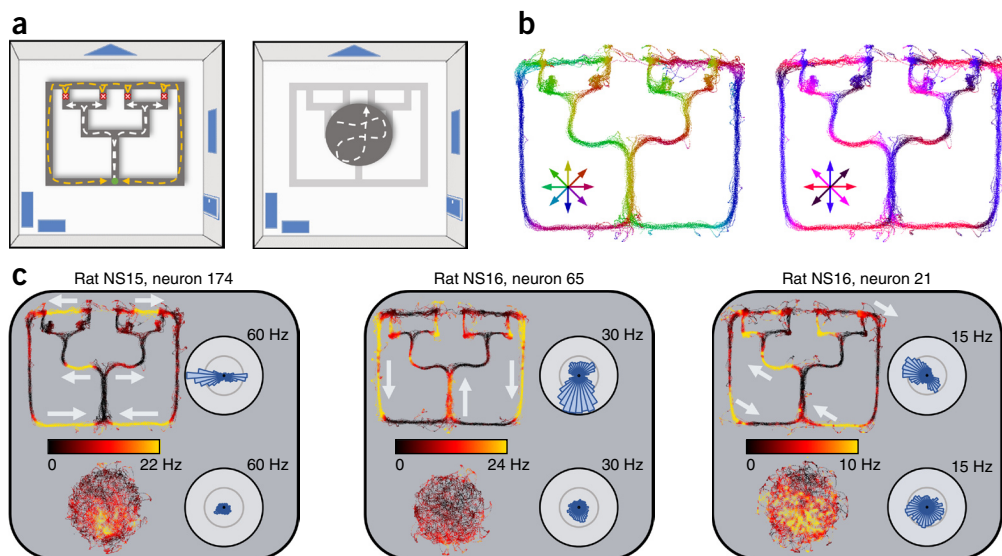 a
b
c
Rat NS15, neuron 174
60 Hz
0 22 Hz
60 Hz
Rat NS16, neuron 65
30 Hz
0 24 Hz
30 Hz
Rat NS16, neuron 21
15 Hz
0 10 Hz
15 Hz